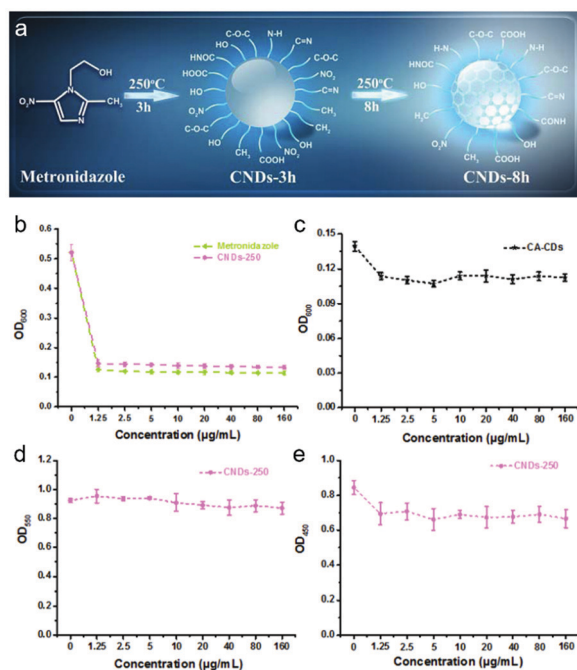 a
C-O-C
N-H
HO
C=N
HNOC
C-O-C
HOOC
NO₂
HO
C=N
O₂N
CH₃
C-O-C
CH₃
HO
OH
CH₃
NO₂
COOH
C-O-C
COOH
H-N
C=N
HNOC
C-O-C
HO
C=N
H₃C
CONH
O₂N
OH
CH₃
COOH
OH
O₂N
N
CH₃
N
250°C
3h
250°C
8h
Metronidazole
CNDs-3h
CNDs-8h
b
Metronidazole
CNDs-250
OD₆₀₀
0.6
0.5
0.4
0.3
0.2
0.1
0.0
0 1.25 2.5 5 10 20 40 80 160
Concentration (μg/mL)
c
CA-CDs
OD₆₀₀
0.15
0.12
0.09
0.06
0.03
0.00
0 1.25 2.5 5 10 20 40 80 160
Concentration (μg/mL)
d
CNDs-250
1.2
1.0
0.8
0.6
0.4
0.2
0.0
0 1.25 2.5 5 10 20 40 80 160
Concentration (μg/mL)
e
CNDs-250
OD₄₅₀
1.0
0.8
0.6
0.4
0.2
0.0
0 1.25 2.5 5 10 20 40 80 160
Concentration (μg/mL)